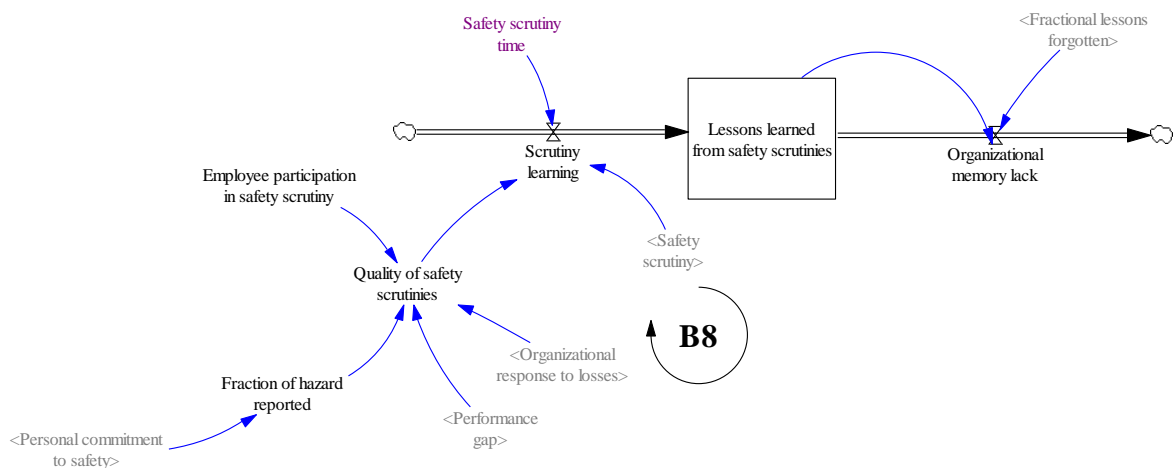 Safety scrutiny
time
<Fractional lessons
forgotten>
Lessons learned
from safety scrutinies
Scrutiny
learning
Organizational
memory lack
Employee participation
in safety scrutiny
<Safety
scrutiny>
Quality of safety
scrutinies
B8
<Organizational
response to losses>
Fraction of hazard
reported
<Performance
gap>
<Personal commitment
to safety>